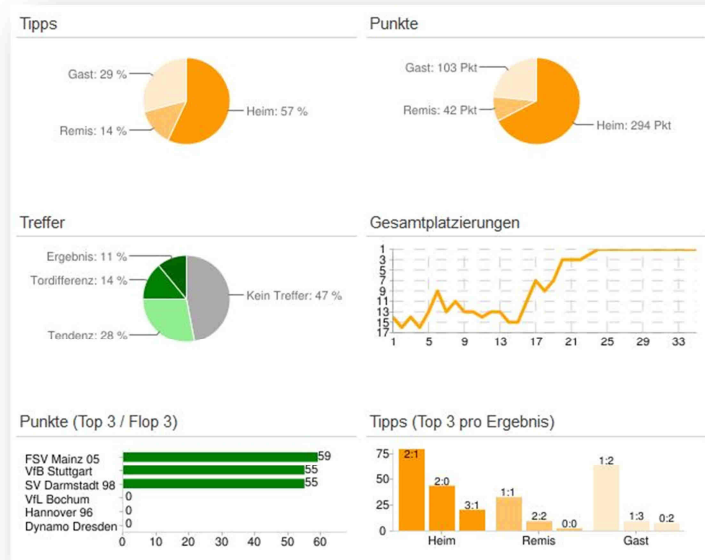 Tipps
Gast: 29 %
Heim: 57 %
Remis: 14 %
Punkte
Gast: 103 Pkt
Remis: 42 Pkt
Heim: 294 Pkt
Treffer
Ergebnis: 11 %
Tordifferenz: 14 %
Kein Treffer: 47 %
Tendenz: 28 %
Gesamtplatzierungen
1
3
5
7
9
11
13
15
17
1 5 9 13 17 21 25 29 33
Punkte (Top 3 / Flop 3)
FSV Mainz 05 59
VfB Stuttgart 55
SV Darmstadt 98 55
VfL Bochum 0
Hannover 96 0
Dynamo Dresden 0
0 10 20 30 40 50 60
Tipps (Top 3 pro Ergebnis)
75
50
25
0
2:1 2:0 3:1 1:1 2:2 0:0 1:2 1:3 0:2
Heim Remis Gast